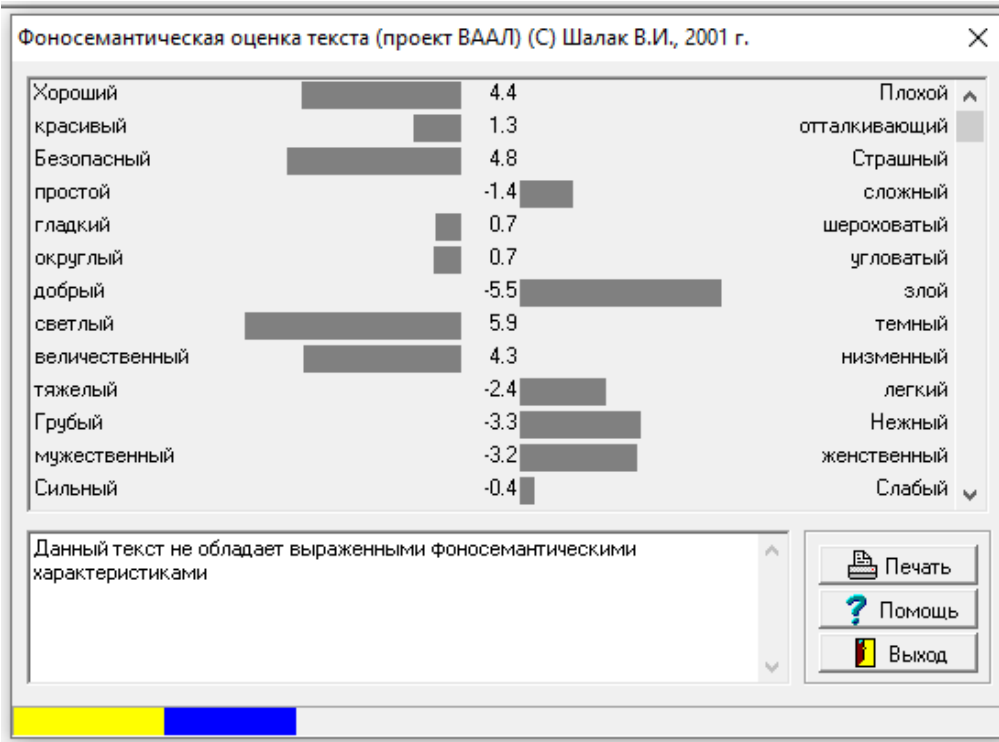 Фоносемантическая оценка текста (проект ВААЛ) (C) Шалак В.И., 2001 г.
Хороший 4.4 Плохой
красивый 1.3 отталкивающий
Безопасный 4.8 Страшный
простой -1.4 сложный
гладкий 0.7 шероховатый
округлый 0.7 угловатый
добрый -5.5 злой
светлый 5.9 темный
величественный 4.3 низменный
тяжелый -2.4 легкий
Грубый -3.3 Нежный
мужественный -3.2 женственный
Сильный -0.4 Слабый
Данный текст не обладает выраженными фоносемантическими
характеристиками
Печать
Помощь
Выход